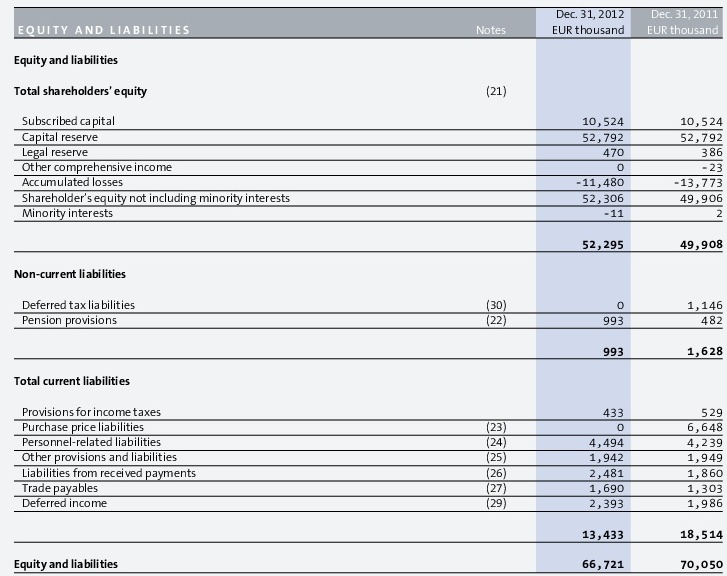 Dec. 31, 2012 Dec. 31, 2011
EQUITY AND LIABILITIES Notes EUR thousand EUR thousand
Equity and liabilities
Total shareholders' equity (21)
Subscribed capital 10,524 10,524
Capital reserve 52,792 52,792
Legal reserve 470 386
Other comprehensive income 0 -23
Accumulated losses -11,480 -13,773
Shareholder's equity not including minority interests 52,306 49,906
Minority interests -11 2
52,295 49,908
Non-current liabilities
Deferred tax liabilities (30) 0 1,146
Pension provisions (22) 993 482
993 1,628
Total current liabilities
Provisions for income taxes 433 529
Purchase price liabilities (23) 0 6,648
Personnel-related liabilities (24) 4,494 4,239
Other provisions and liabilities (25) 1,942 1,949
Liabilities from received payments (26) 2,481 1,860
Trade payables (27) 1,690 1,303
Deferred income (29) 2,393 1,986
13,433 18,514
Equity and liabilities 66,721 70,050